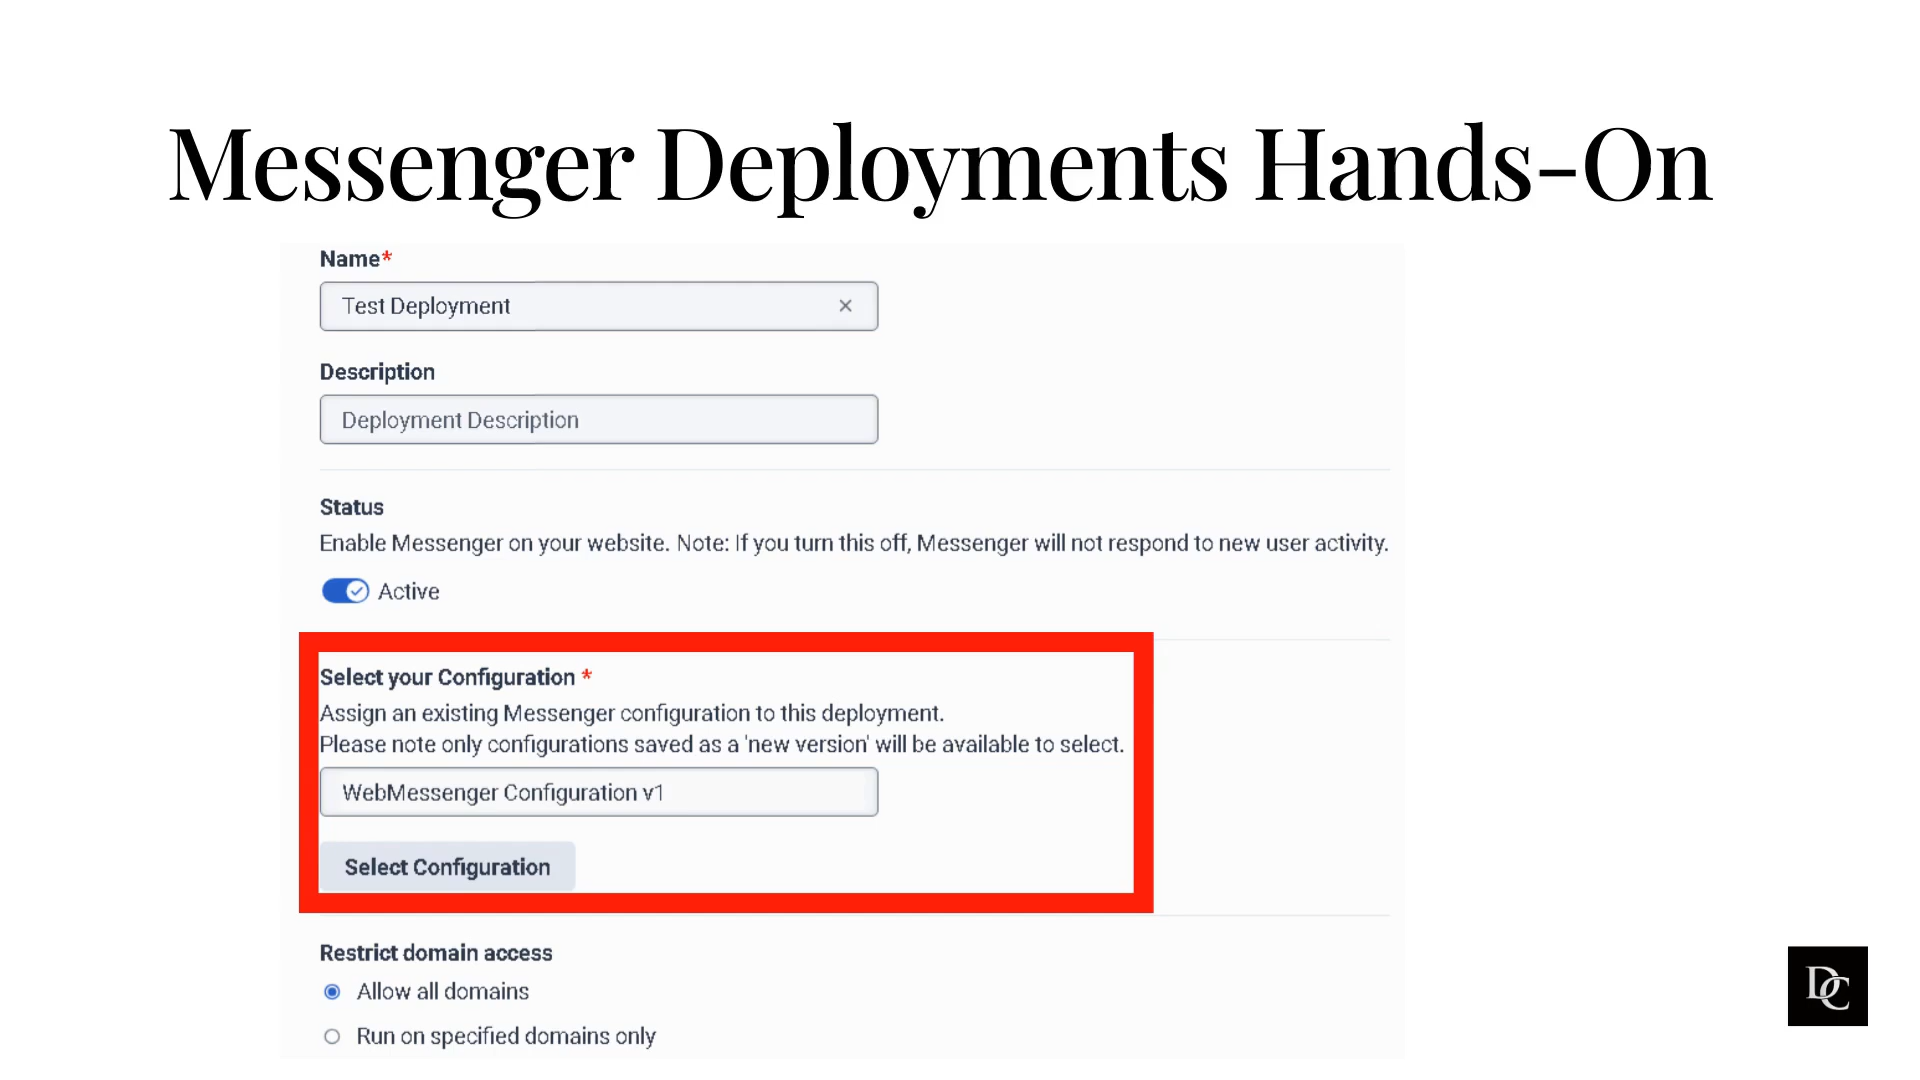 Messenger Deployments Hands-On
Name*
Test Deployment
Description
Deployment Description
Status
Enable Messenger on your website. Note: If you turn this off, Messenger will not respond to new user activity.
Active
Select your Configuration *
Assign an existing Messenger configuration to this deployment.
Please note only configurations saved as a 'new version' will be available to select.
WebMessenger Configuration v1
Select Configuration
Restrict domain access
Allow all domains
Run on specified domains only
DC